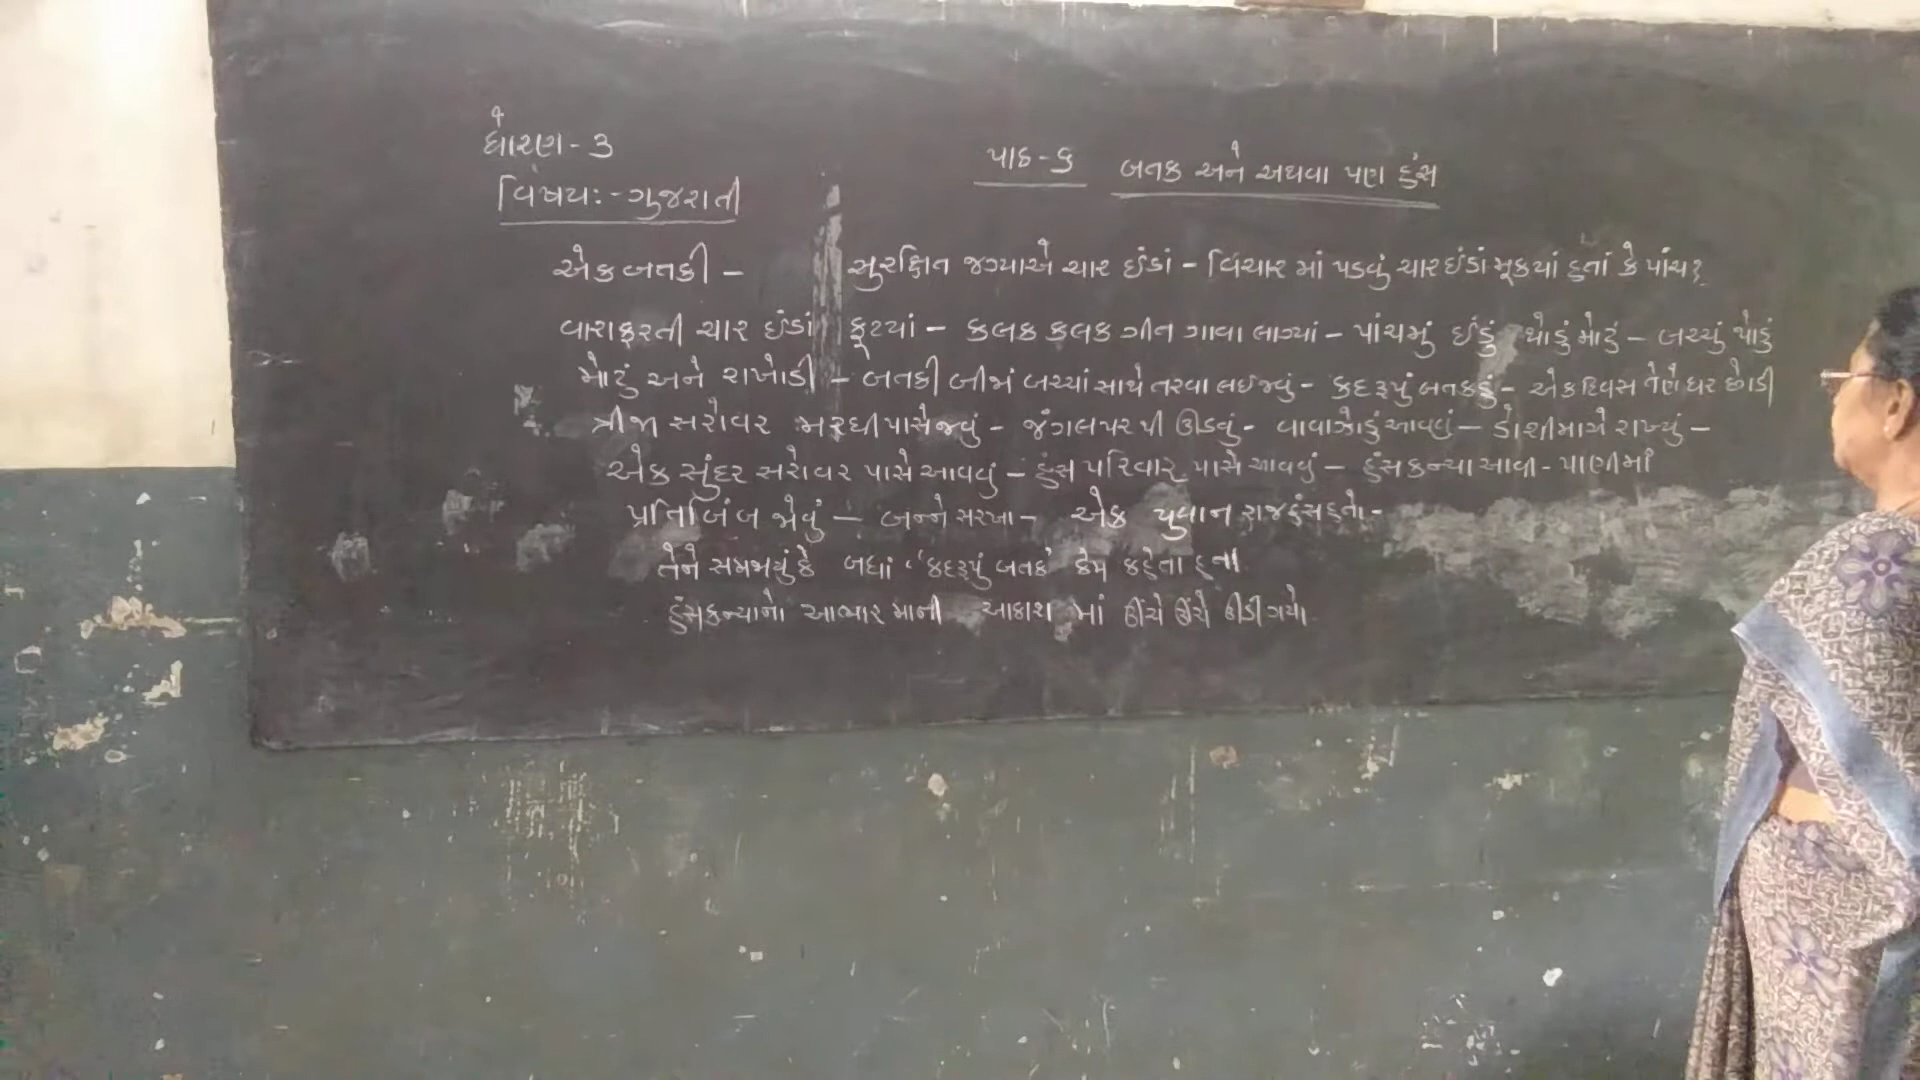 ધોરણ - ૩
વિષય:- ગુજરાતી
પાઠ - ૬ બતક અને અથવા પણ હંસ
એક બતકી - સુરક્ષિત જગ્યાએ ચાર ઈંડાં - વિચાર માં પડવું ચાર ઈંડાં મૂકયાં હતાં કે પાંચ?
વારાફરતી ચાર ઈંડાં ફૂટયાં - કલક કલક ગીત ગાવા લાગ્યાં - પાંચમું ઈંડું થોડું મોટું - બચ્ચું થોડું
મોટું અને રાખોડી - બતકી બીજાં બચ્ચાં સાથે તરવા લઈ જવું - કદરૂપું બતકડું - એક દિવસ તેણે ઘર છોડી
ત્રીજા સરોવર મરઘી પાસે જવું - જંગલ પર થી ઊડવું - વાવાઝોડું આવવું - ડોશીમાએ રાખ્યું -
એક સુંદર સરોવર પાસે આવવું - હંસ પરિવાર પાસે આવવું - હંસકન્યા આવી - પાણીમાં
પ્રતિબિંબ જોવું - બન્ને સરખા - એક યુવાન રાજહંસ હતો -
તેને સમજાયું કે બધાં "કદરૂપું બતક" કેમ કહેતા હતા
હંસકન્યાનો આભાર માની આકાશ માં ઊંચે ઊંચે ઊડી ગયો.